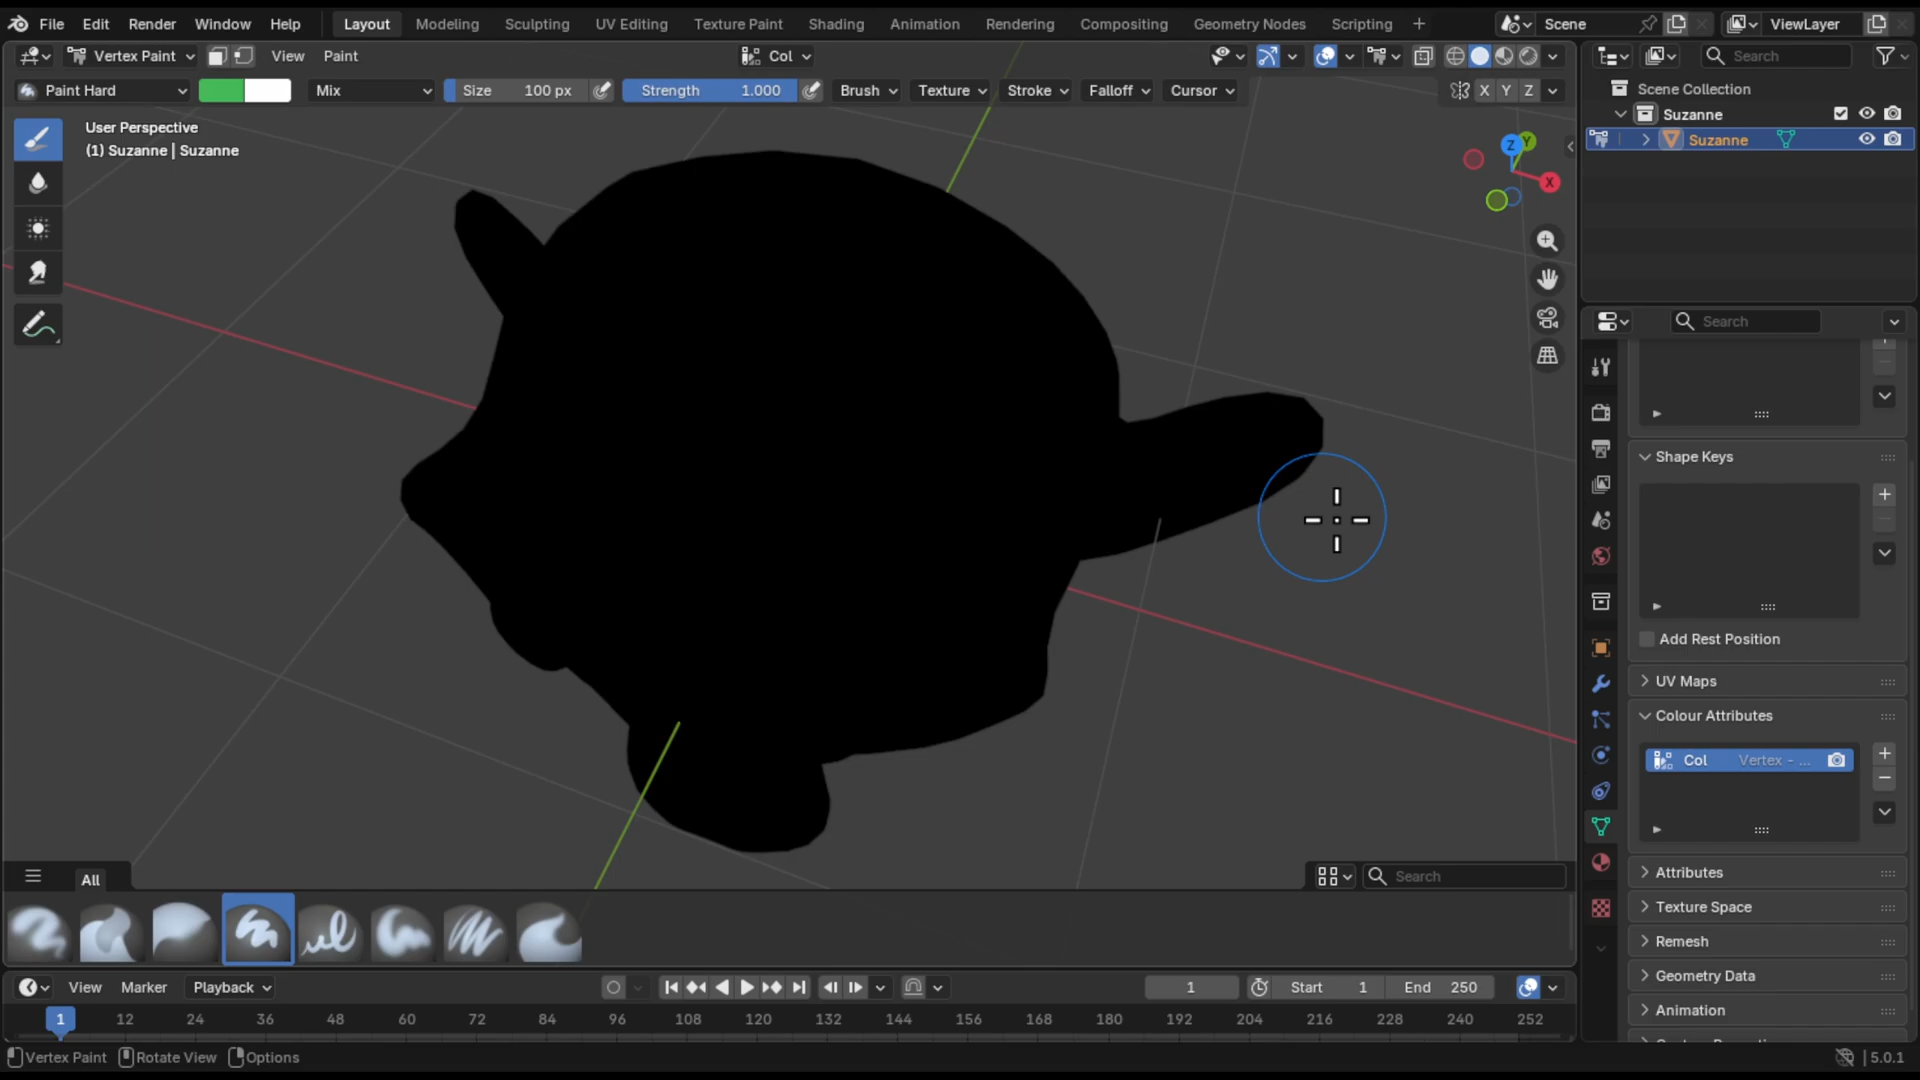 File Edit Render Window Help Layout Modeling Sculpting UV Editing Texture Paint Shading Animation Rendering Compositing Geometry Nodes Scripting + Scene ViewLayer
Vertex Paint View Paint Col Search
Paint Hard Mix Size 100 px Strength 1.000 Brush Texture Stroke Falloff Cursor X Y Z
Scene Collection
Suzanne
Suzanne
User Perspective
(1) Suzanne | Suzanne
Z Y
X
Search
Shape Keys
Add Rest Position
UV Maps
Colour Attributes
Col Vertex - ...
Attributes
Texture Space
Remesh
Geometry Data
Animation
All
Search
View Marker Playback 1 Start 1 End 250
1 12 24 36 48 60 72 84 96 108 120 132 144 156 168 180 192 204 216 228 240 252
Vertex Paint Rotate View Options 5.0.1